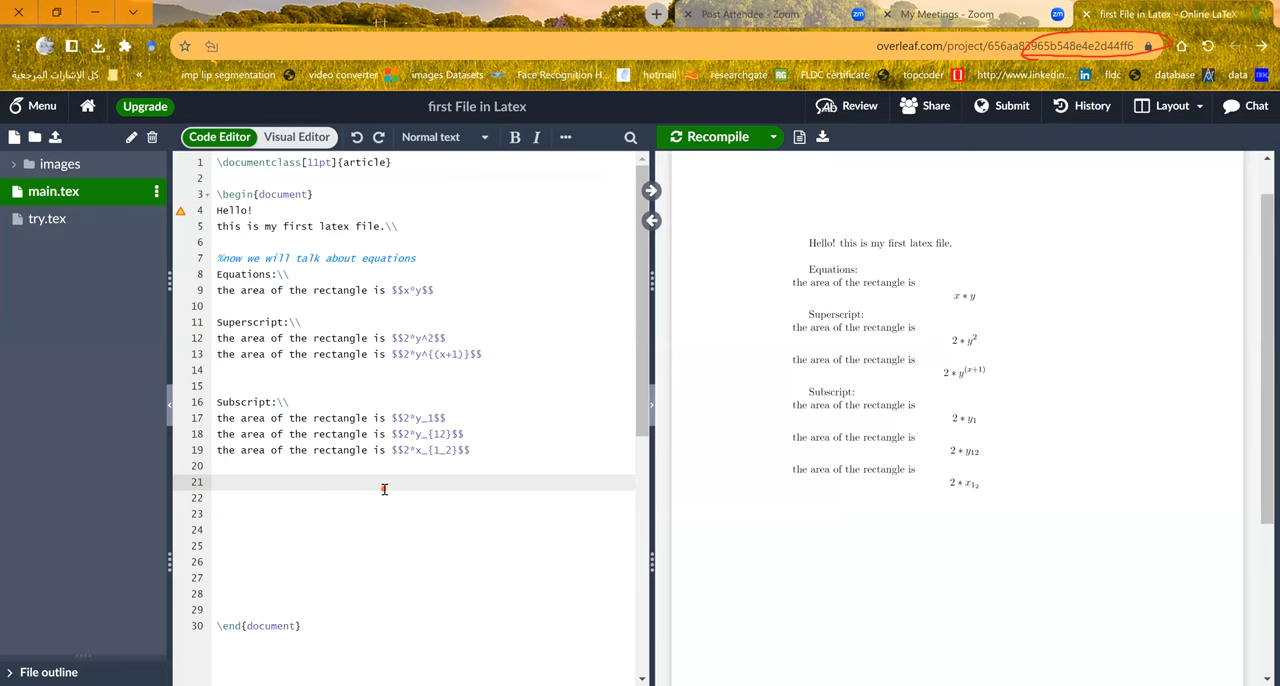 Post Attendee - Zoom
My Meetings - Zoom
first File in Latex - Online LaTeX
overleaf.com/project/656aa83965b548e4e2d44ff6
كل الإشارات المرجعية
«
imp lip segmentation
video converter
images Datasets
Face Recognition H...
hotmail
researchgate
FLDC certificate
topcoder
http://www.linkedin...
fldc
database
data
Menu
Upgrade
first File in Latex
Review
Share
Submit
History
Layout
Chat
Code Editor
Visual Editor
Normal text
B I
Recompile
images
main.tex
try.tex
File outline
1 \documentclass[11pt]{article}
2
3 \begin{document}
4 Hello!
5 this is my first latex file.\\
6
7 %now we will talk about equations
8 Equations:\\
9 the area of the rectangle is $$x*y$$
10
11 Superscript:\\
12 the area of the rectangle is $$2*y^2$$
13 the area of the rectangle is $$2*y^{(x+1)}$$
14
15
16 Subscript:\\
17 the area of the rectangle is $$2*y_1$$
18 the area of the rectangle is $$2*y_{12}$$
19 the area of the rectangle is $$2*x_{1_2}$$
20
21
22
23
24
25
26
27
28
29
30 \end{document}
Hello! this is my first latex file.
Equations:
the area of the rectangle is
x ∗ y
Superscript:
the area of the rectangle is
2 ∗ y²
the area of the rectangle is
2 ∗ y⁽ˣ⁺¹⁾
Subscript:
the area of the rectangle is
2 ∗ y₁
the area of the rectangle is
2 ∗ y₁₂
the area of the rectangle is
2 ∗ x₁₂